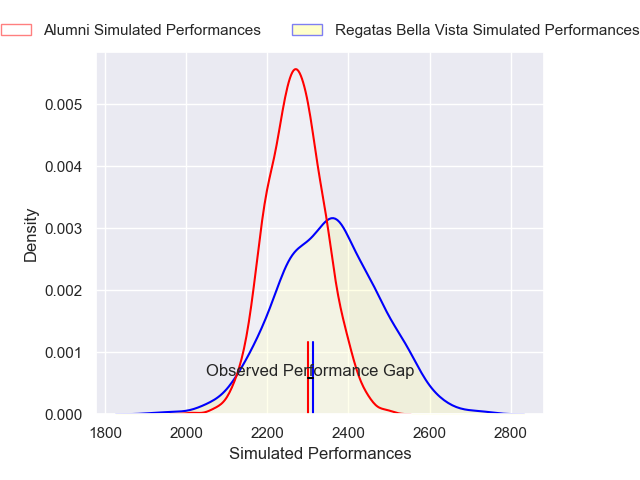 Alumni Simulated Performances
Regatas Bella Vista Simulated Performances
0.005
0.004
0.003
0.002
0.001
0.000
Density
Observed Performance Gap
1800 2000 2200 2400 2600 2800
Simulated Performances